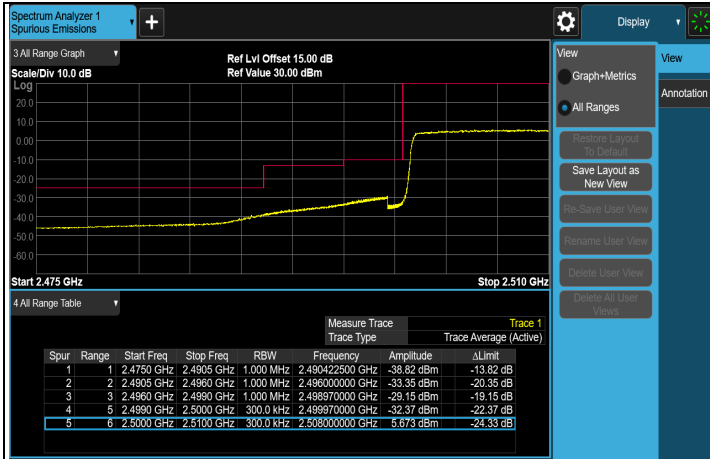 Spectrum Analyzer 1
Spurious Emissions
Display
3 All Range Graph
Scale/Div 10.0 dB
Ref Lvl Offset 15.00 dB
Ref Value 30.00 dBm
Log
20.0
10.0
0.00
-10.0
-20.0
-30.0
-40.0
-50.0
-60.0
Start 2.475 GHz
Stop 2.510 GHz
4 All Range Table
Measure Trace Trace 1
Trace Type Trace Average (Active)
Spur Range Start Freq Stop Freq RBW Frequency Amplitude ΔLimit
1 1 2.4750 GHz 2.4905 GHz 1.000 MHz 2.490422500 GHz -38.82 dBm -13.82 dB
2 2 2.4905 GHz 2.4960 GHz 1.000 MHz 2.496000000 GHz -33.35 dBm -20.35 dB
3 3 2.4960 GHz 2.4990 GHz 1.000 MHz 2.498970000 GHz -29.15 dBm -19.15 dB
4 5 2.4990 GHz 2.5000 GHz 300.0 kHz 2.499970000 GHz -32.37 dBm -22.37 dB
5 6 2.5000 GHz 2.5100 GHz 300.0 kHz 2.508000000 GHz 5.673 dBm -24.33 dB
View
Graph+Metrics
All Ranges
Restore Layout
To Default
Save Layout as
New View
Re-Save User View
Rename User View
Delete User View
Delete All User
Views
View
Annotation